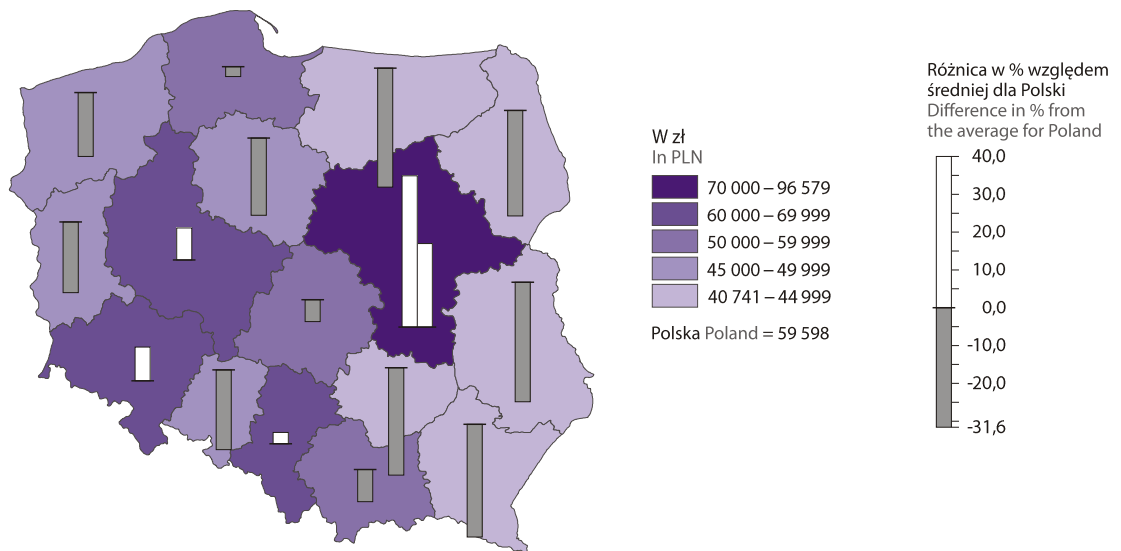 W zł
In PLN
70 000 – 96 579
60 000 – 69 999
50 000 – 59 999
45 000 – 49 999
40 741 – 44 999
Polska Poland = 59 598
Różnica w % względem
średniej dla Polski
Difference in % from
the average for Poland
40,0
30,0
20,0
10,0
0,0
-10,0
-20,0
-31,6